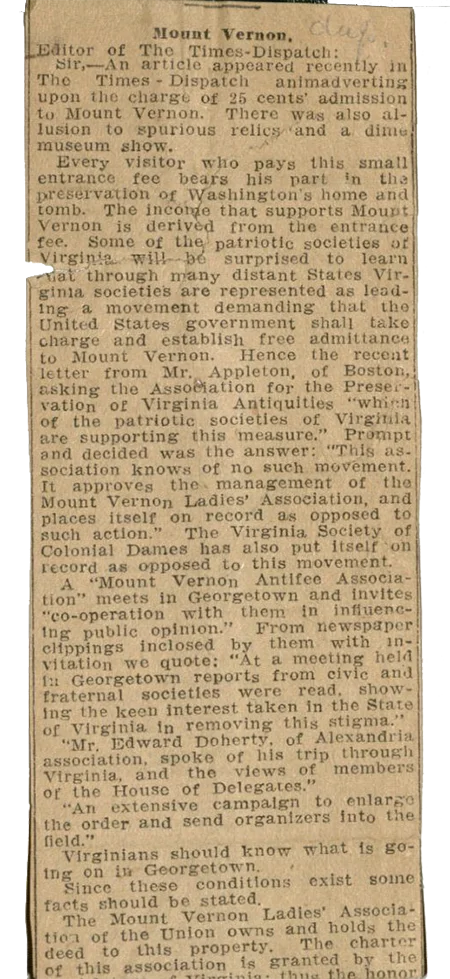 dup.
Mount Vernon.
Editor of The Times-Dispatch:
Sir,—An article appeared recently in
The Times - Dispatch animadverting
upon the charge of 25 cents' admission
to Mount Vernon. There was also al-
lusion to spurious relics and a dime
museum show.
Every visitor who pays this small
entrance fee bears his part in the
preservation of Washington's home and
tomb. The income that supports Mount
Vernon is derived from the entrance
fee. Some of the patriotic societies of
Virginia will be surprised to learn
that through many distant States Vir-
ginia societies are represented as lead-
ing a movement demanding that the
United States government shall take
charge and establish free admittance
to Mount Vernon. Hence the recent
letter from Mr. Appleton, of Boston,
asking the Association for the Preser-
vation of Virginia Antiquities "which
of the patriotic societies of Virginia
are supporting this measure." Prompt
and decided was the answer: "This as-
sociation knows of no such movement.
It approves the management of the
Mount Vernon Ladies' Association, and
places itself on record as opposed to
such action." The Virginia Society of
Colonial Dames has also put itself on
record as opposed to this movement.
A "Mount Vernon Antifee Associa-
tion" meets in Georgetown and invites
"co-operation with them in influenc-
ing public opinion." From newspaper
clippings inclosed by them with in-
vitation we quote: "At a meeting held
in Georgetown reports from civic and
fraternal societies were read, show-
ing the keen interest taken in the State
of Virginia in removing this stigma."
"Mr. Edward Doherty, of Alexandria
association, spoke of his trip through
Virginia, and the views of members
of the House of Delegates."
"An extensive campaign to enlarge
the order and send organizers into the
field."
Virginians should know what is go-
ing on in Georgetown.
Since these conditions exist some
facts should be stated.
The Mount Vernon Ladies' Associa-
tion of the Union owns and holds the
deed to this property. The charter
of this association is granted by the
of Virginia; thus the honor